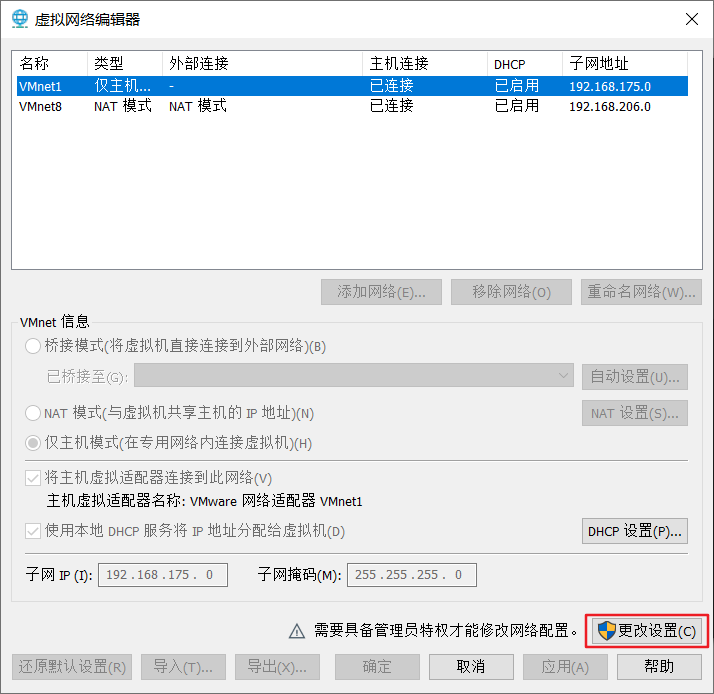 虚拟网络编辑器
名称 类型 外部连接 主机连接 DHCP 子网地址
VMnet1 仅主机... - 已连接 已启用 192.168.175.0
VMnet8 NAT 模式 NAT 模式 已连接 已启用 192.168.206.0
添加网络(E)... 移除网络(O) 重命名网络(W)...
VMnet 信息
桥接模式(将虚拟机直接连接到外部网络)(B)
已桥接至(G): 自动设置(U)...
NAT 模式(与虚拟机共享主机的 IP 地址)(N) NAT 设置(S)...
仅主机模式(在专用网络内连接虚拟机)(H)
将主机虚拟适配器连接到此网络(V)
主机虚拟适配器名称: VMware 网络适配器 VMnet1
使用本地 DHCP 服务将 IP 地址分配给虚拟机(D) DHCP 设置(P)...
子网 IP (I): 192 . 168 . 175 . 0 子网掩码(M): 255 . 255 . 255 . 0
需要具备管理员特权才能修改网络配置。 更改设置(C)
还原默认设置(R) 导入(T)... 导出(X)... 确定 取消 应用(A) 帮助